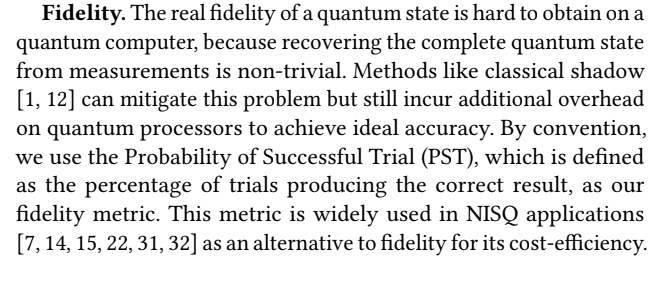 Fidelity. The real fidelity of a quantum state is hard to obtain on a
quantum computer, because recovering the complete quantum state
from measurements is non-trivial. Methods like classical shadow
[1, 12] can mitigate this problem but still incur additional overhead
on quantum processors to achieve ideal accuracy. By convention,
we use the Probability of Successful Trial (PST), which is defined
as the percentage of trials producing the correct result, as our
fidelity metric. This metric is widely used in NISQ applications
[7, 14, 15, 22, 31, 32] as an alternative to fidelity for its cost-efficiency.